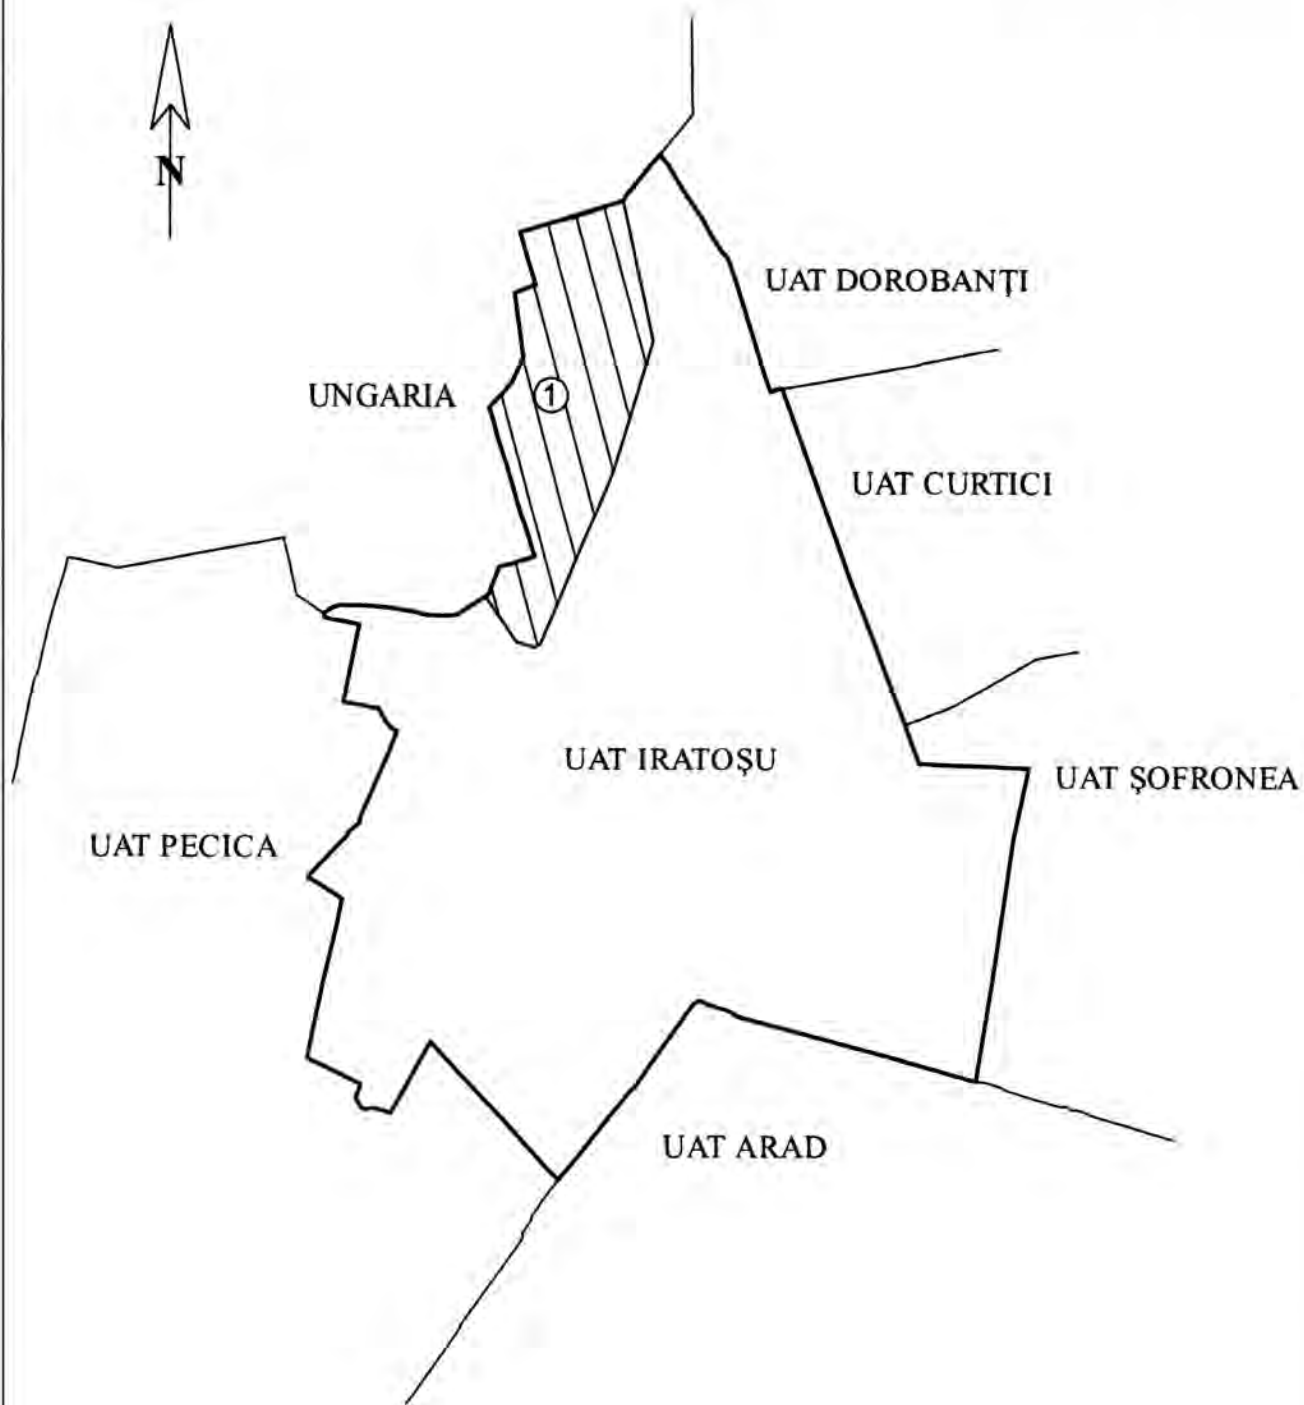 N
UAT DOROBANŢI
UNGARIA
1
UAT CURTICI
UAT IRATOŞU
UAT ŞOFRONEA
UAT PECICA
UAT ARAD